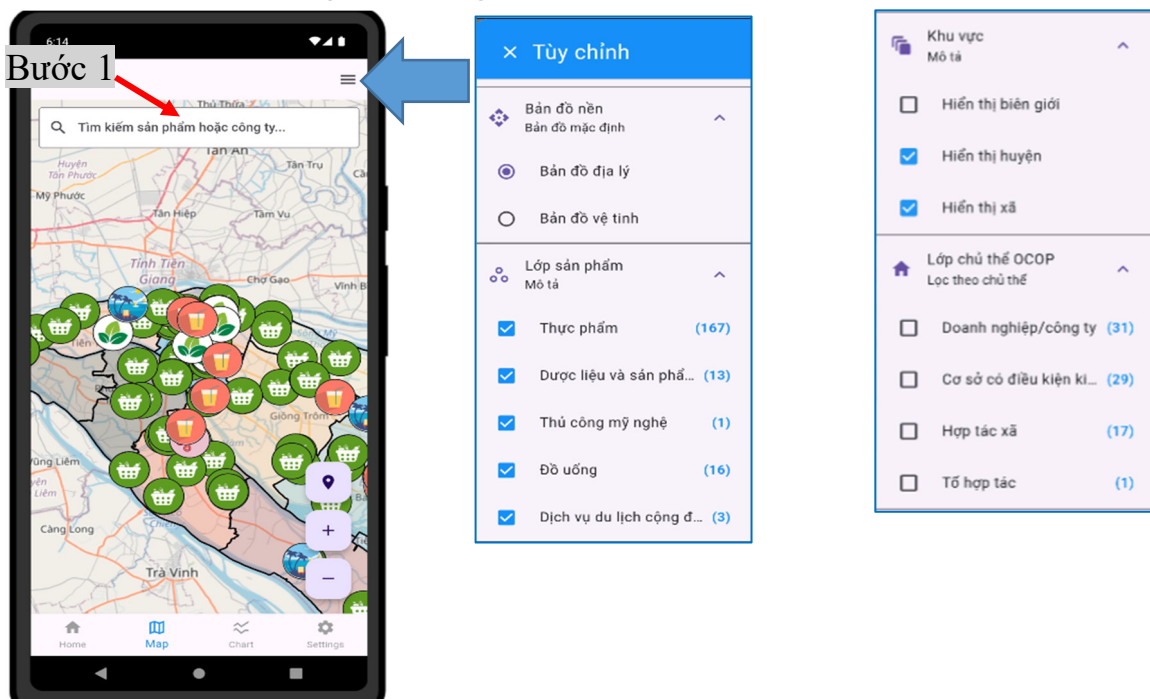 6:14
Bước 1
Thủ Thừa
Tìm kiếm sản phẩm hoặc công ty...
Tân An
Huyện
Tân Phước
Tân Trụ
Mỹ Phước
Tân Hiệp
Tầm Vu
Tỉnh Tiền
Giang
Chợ Gạo
Vĩnh B
Giồng Trôm
Vũng Liêm
Liêm
Càng Long
Trà Vinh
+
−
Home
Map
Chart
Settings
× Tùy chỉnh
Bản đồ nền
Bản đồ mặc định
Bản đồ địa lý
Bản đồ vệ tinh
Lớp sản phẩm
Mô tả
Thực phẩm (167)
Dược liệu và sản phẩ... (13)
Thủ công mỹ nghệ (1)
Đồ uống (16)
Dịch vụ du lịch cộng đ... (3)
Khu vực
Mô tả
Hiển thị biên giới
Hiển thị huyện
Hiển thị xã
Lớp chủ thể OCOP
Lọc theo chủ thể
Doanh nghiệp/công ty (31)
Cơ sở có điều kiện ki... (29)
Hợp tác xã (17)
Tổ hợp tác (1)